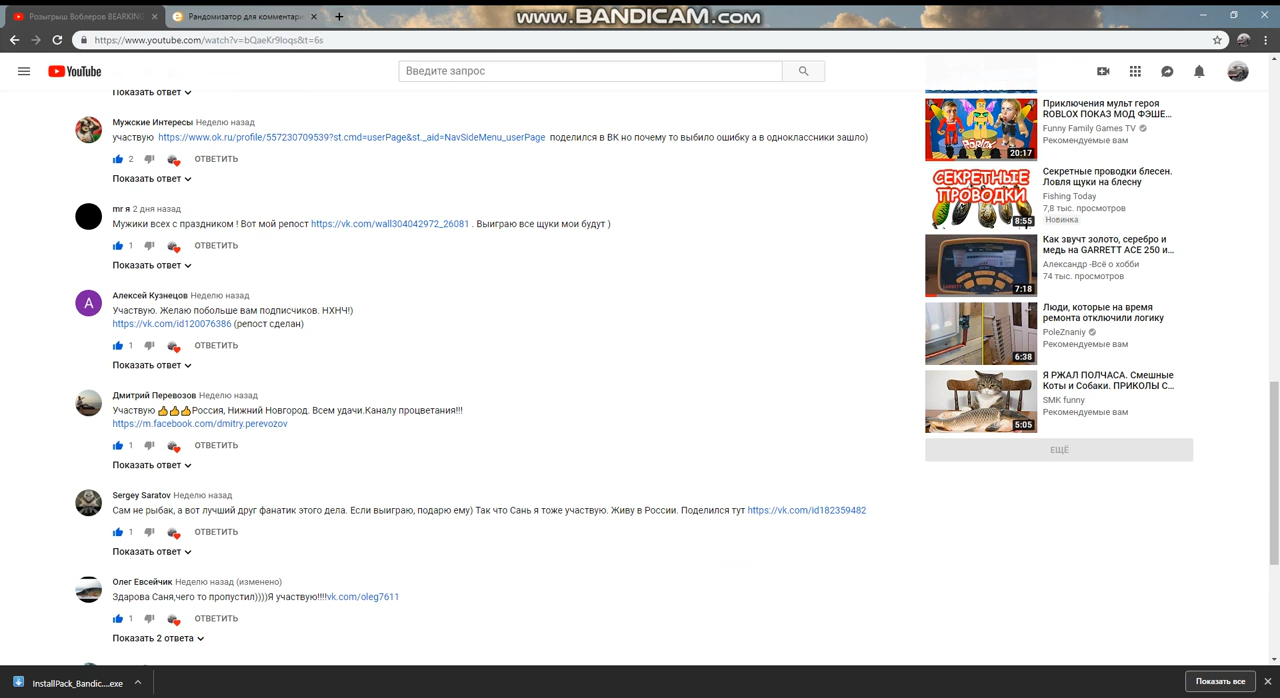 Розыгрыш Воблеров BEARKING
Рандомизатор для комментари
www.BANDICAM.com
https://www.youtube.com/watch?v=bQaeKr9loqs&t=6s
YouTube
Введите запрос
Показать ответ
Мужские Интересы Неделю назад
участвую https://www.ok.ru/profile/557230709539?st.cmd=userPage&st._aid=NavSideMenu_userPage поделился в ВК но почему то выбило ошибку а в одноклассники зашло)
2 ОТВЕТИТЬ
Показать ответ
mr я 2 дня назад
Мужики всех с праздником ! Вот мой репост https://vk.com/wall304042972_26081 . Выиграю все щуки мои будут )
1 ОТВЕТИТЬ
Показать ответ
А
Алексей Кузнецов Неделю назад
Участвую. Желаю побольше вам подписчиков. НХНЧ!)
https://vk.com/id120076386 (репост сделан)
1 ОТВЕТИТЬ
Показать ответ
Дмитрий Перевозов Неделю назад
Участвую 👍👍👍Россия, Нижний Новгород. Всем удачи.Каналу процветания!!!
https://m.facebook.com/dmitry.perevozov
1 ОТВЕТИТЬ
Показать ответ
Sergey Saratov Неделю назад
Сам не рыбак, а вот лучший друг фанатик этого дела. Если выиграю, подарю ему) Так что Сань я тоже участвую. Живу в России. Поделился тут https://vk.com/id182359482
1 ОТВЕТИТЬ
Показать ответ
Олег Евсейчик Неделю назад (изменено)
Здарова Саня,чего то пропустил))))Я участвую!!!!vk.com/oleg7611
1 ОТВЕТИТЬ
Показать 2 ответа
20:17
Приключения мульт героя
ROBLOX ПОКАЗ МОД ФЭШЕ...
Funny Family Games TV
Рекомендуемые вам
СЕКРЕТНЫЕ
ПРОВОДКИ
8:55
Секретные проводки блесен.
Ловля щуки на блесну
Fishing Today
7,8 тыс. просмотров
Новинка
7:18
Как звучт золото, серебро и
медь на GARRETT ACE 250 и...
Александр -Всё о хобби
74 тыс. просмотров
6:38
Люди, которые на время
ремонта отключили логику
PoleZnaniy
Рекомендуемые вам
5:05
Я РЖАЛ ПОЛЧАСА. Смешные
Коты и Собаки. ПРИКОЛЫ С...
SMK funny
Рекомендуемые вам
ЕЩЁ
InstallPack_Bandic....exe
Показать все